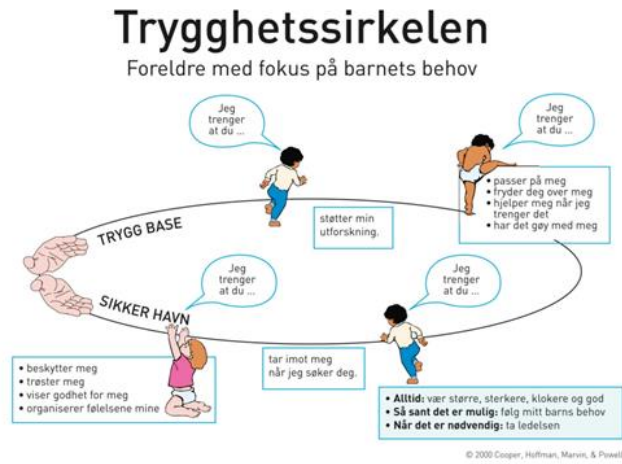 Trygghetssirkelen
Foreldre med fokus på barnets behov
Jeg
trenger
at du ...
Jeg
trenger
at du ...
støtter min
utforskning.
• passer på meg
• fryder deg over meg
• hjelper meg når jeg
trenger det
• har det gøy med meg
TRYGG BASE
SIKKER HAVN
Jeg
trenger
at du ...
Jeg
trenger
at du ...
• beskytter meg
• trøster meg
• viser godhet for meg
• organiserer følelsene mine
tar imot meg
når jeg søker deg.
• Alltid: vær større, sterkere, klokere og god
• Så sant det er mulig: følg mitt barns behov
• Når det er nødvendig: ta ledelsen
© 2000 Cooper, Hoffman, Marvin, & Powell